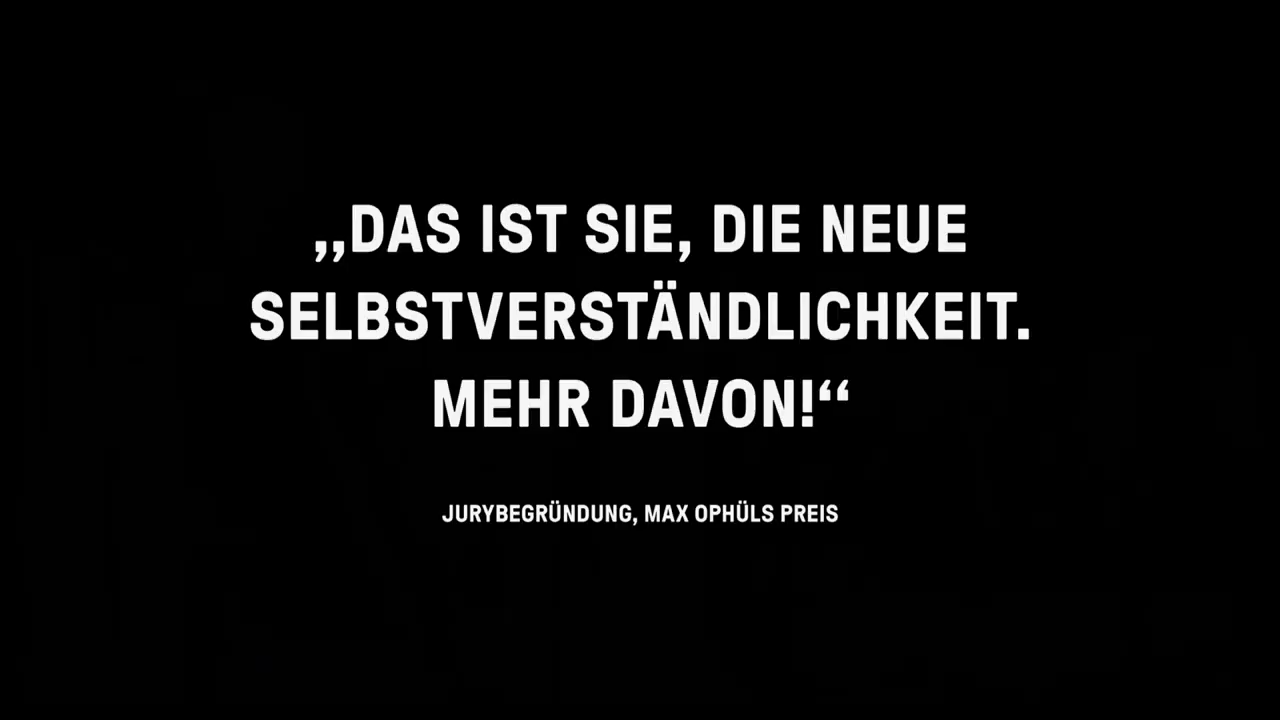 „DAS IST SIE, DIE NEUE
SELBSTVERSTÄNDLICHKEIT.
MEHR DAVON!“
JURYBEGRÜNDUNG, MAX OPHÜLS PREIS